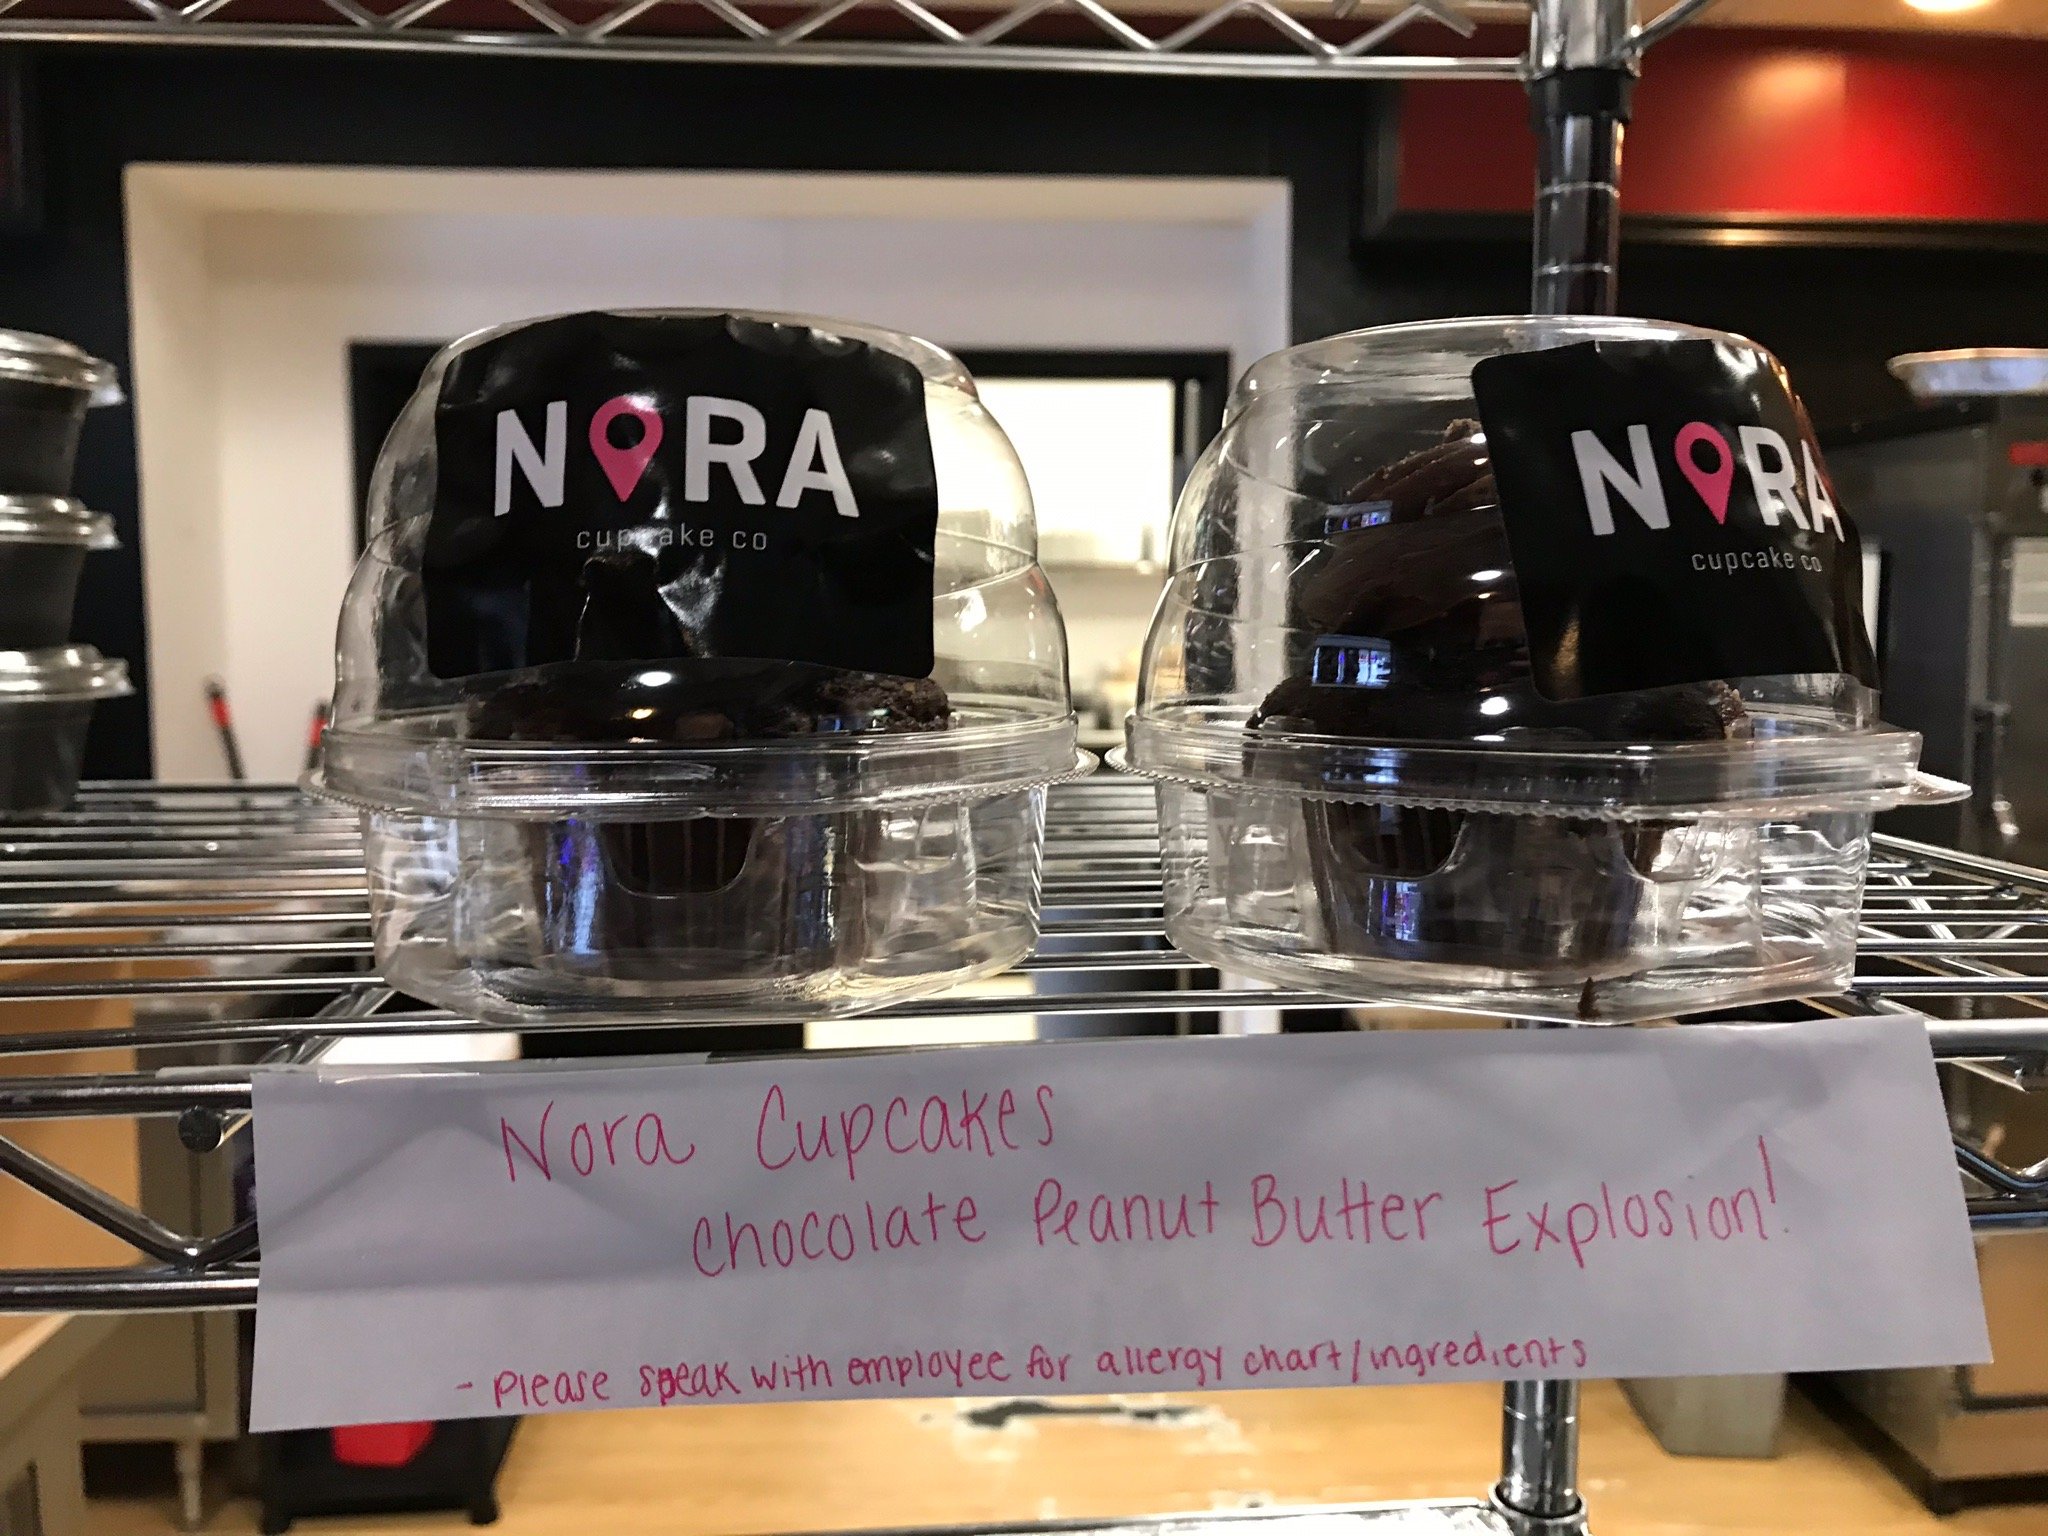 NORA
cupcake co
NORA
cupcake co
Nora Cupcakes
Chocolate Peanut Butter Explosion!
- Please speak with employee for allergy chart/ingredients